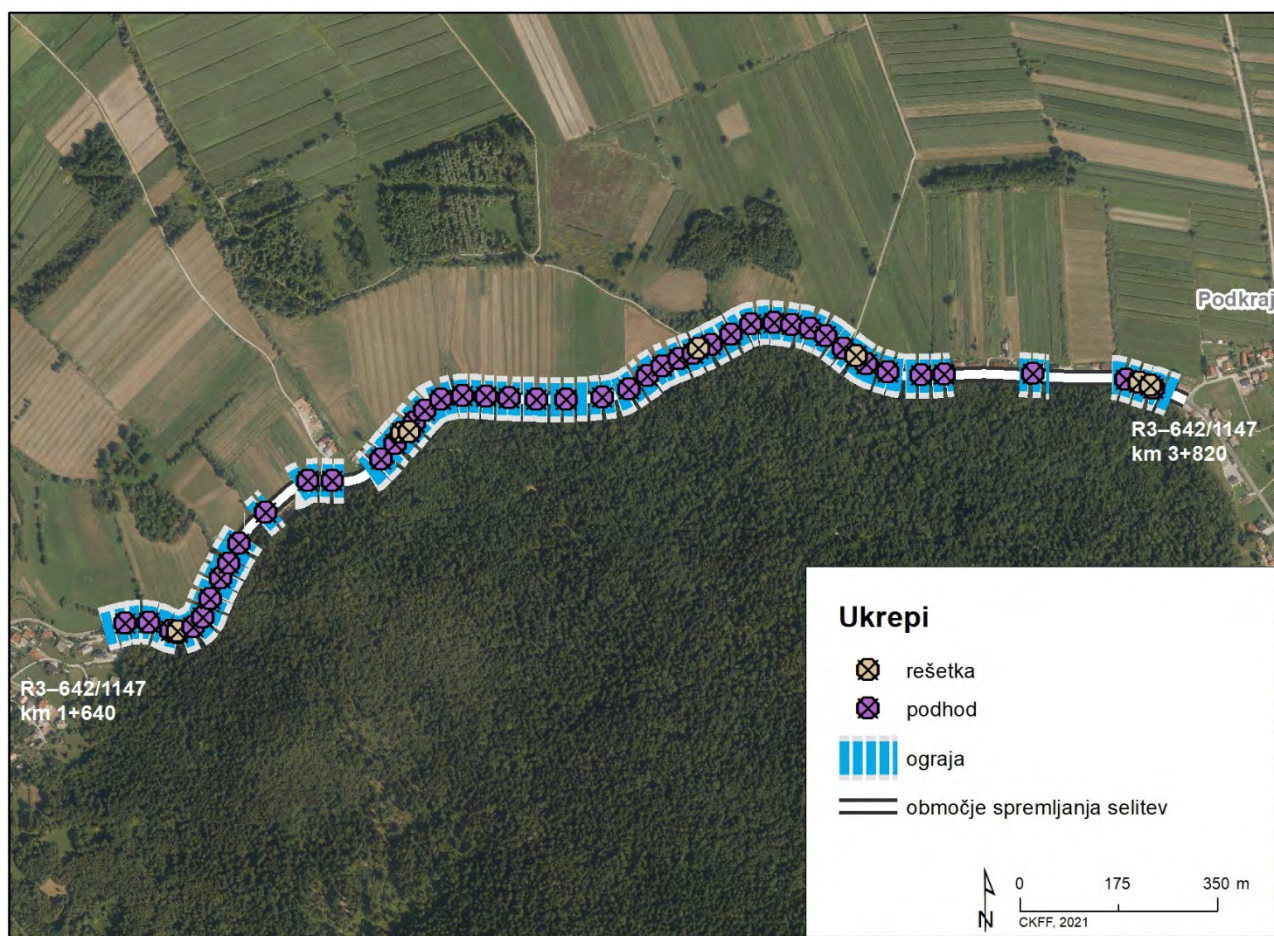 Podkraj
R3–642/1147
km 3+820
R3–642/1147
km 1+640
Ukrepi
rešetka
podhod
ograja
območje spremljanja selitev
N
0 175 350 m
CKFF, 2021